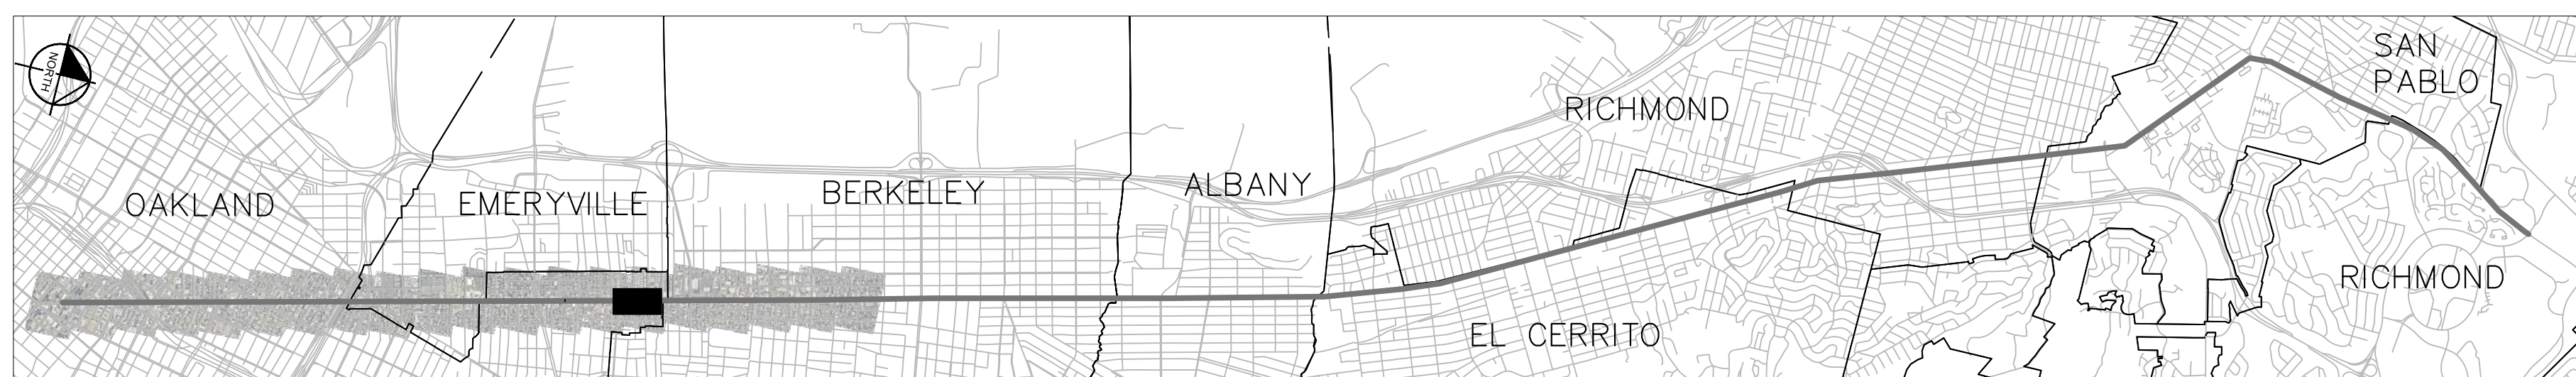 NORTH
OAKLAND
EMERYVILLE
BERKELEY
ALBANY
RICHMOND
EL CERRITO
SAN
PABLO
RICHMOND